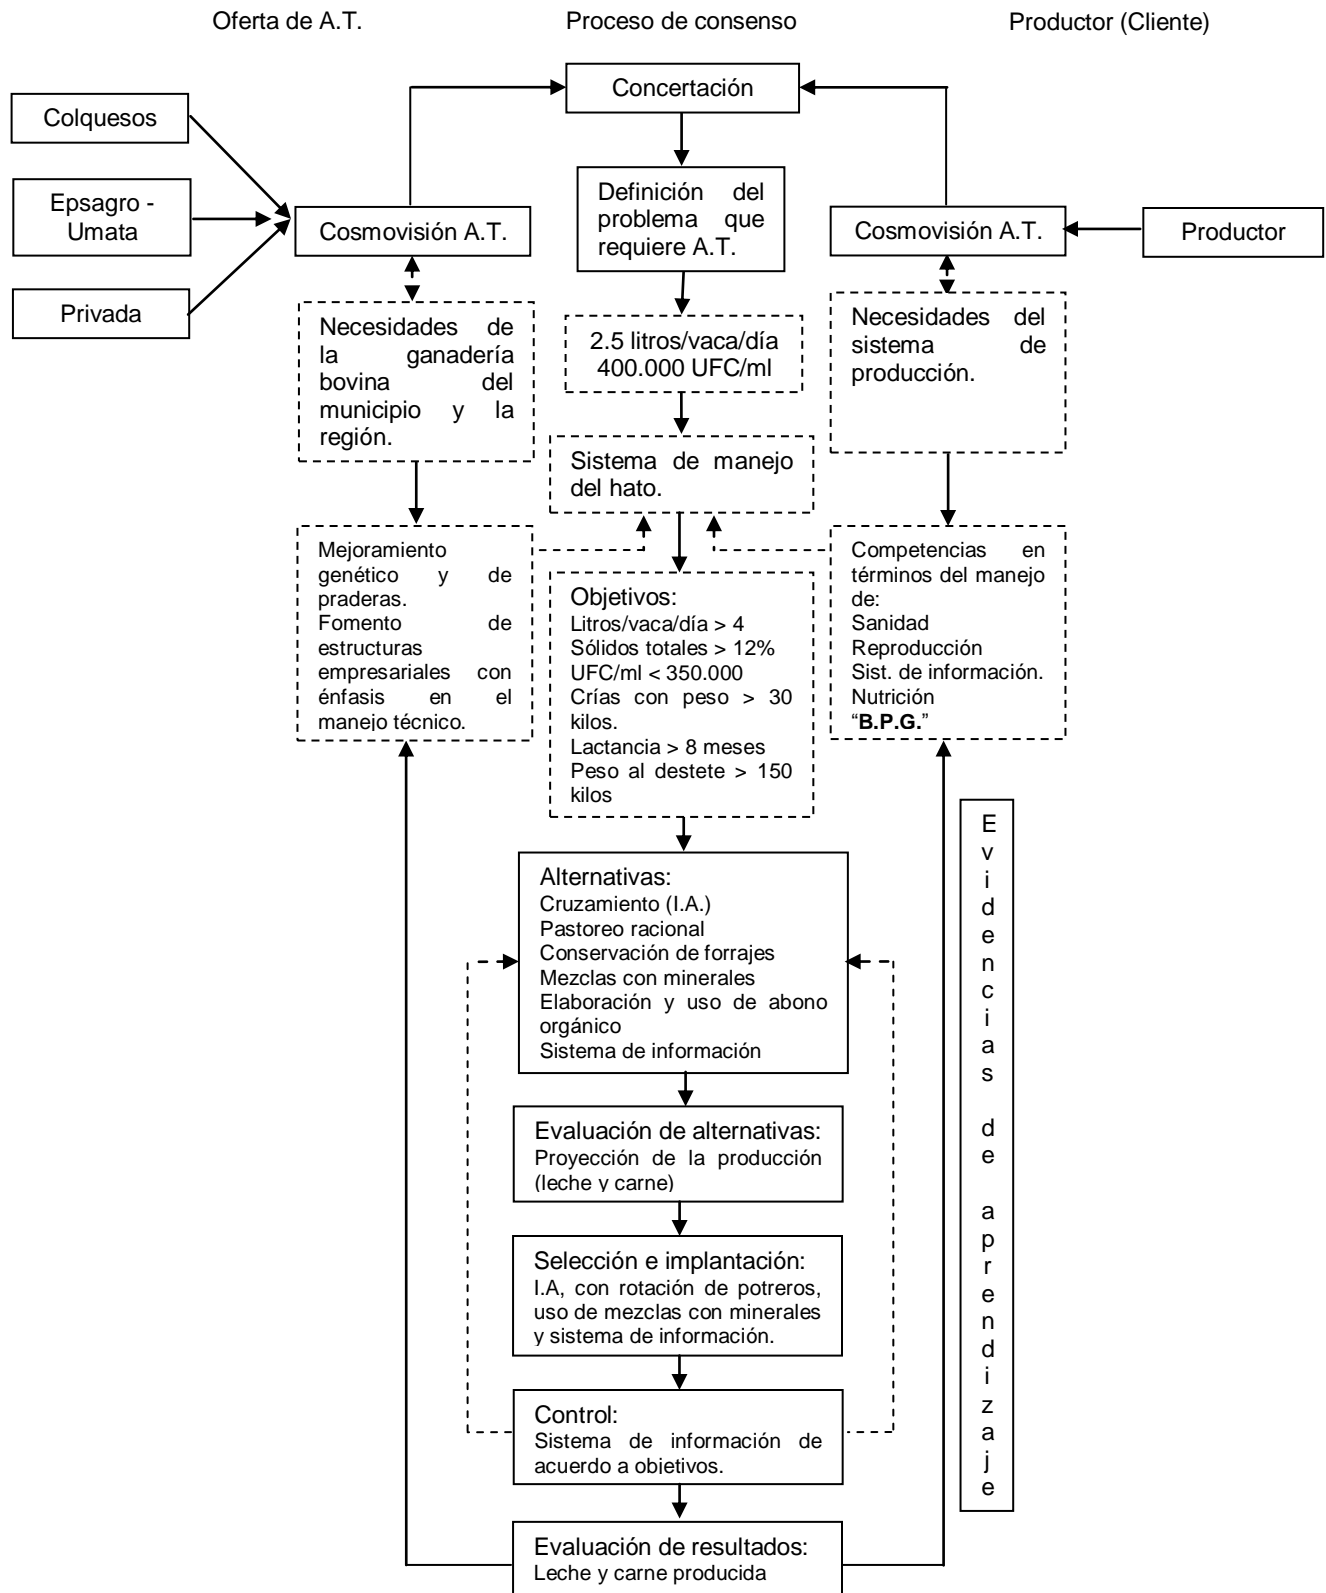 Oferta de A.T.
Proceso de consenso
Productor (Cliente)
Concertación
Colquesos
Epsagro -
Umata
Privada
Cosmovisión A.T.
Definición del
problema que
requiere A.T.
Cosmovisión A.T.
Productor
Necesidades de
la ganadería
bovina del
municipio y la
región.
2.5 litros/vaca/día
400.000 UFC/ml
Necesidades del
sistema de
producción.
Sistema de manejo
del hato.
Mejoramiento
genético y de
praderas.
Fomento de
estructuras
empresariales con
énfasis en el
manejo técnico.
Objetivos:
Litros/vaca/día > 4
Sólidos totales > 12%
UFC/ml < 350.000
Crías con peso > 30
kilos.
Lactancia > 8 meses
Peso al destete > 150
kilos
Competencias en
términos del manejo
de:
Sanidad
Reproducción
Sist. de información.
Nutrición
“B.P.G.”
Evidencias de aprendizaje
Alternativas:
Cruzamiento (I.A.)
Pastoreo racional
Conservación de forrajes
Mezclas con minerales
Elaboración y uso de abono
orgánico
Sistema de información
Evaluación de alternativas:
Proyección de la producción
(leche y carne)
Selección e implantación:
I.A, con rotación de potreros,
uso de mezclas con minerales
y sistema de información.
Control:
Sistema de información de
acuerdo a objetivos.
Evaluación de resultados:
Leche y carne producida